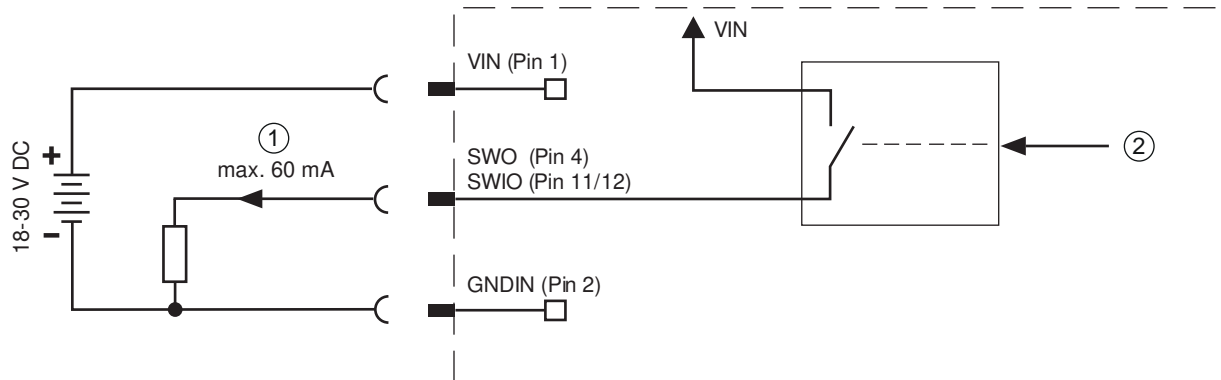 VIN
VIN (Pin 1)
1
max. 60 mA
SWO (Pin 4)
SWIO (Pin 11/12)
2
+
18-30 V DC
–
GNDIN (Pin 2)